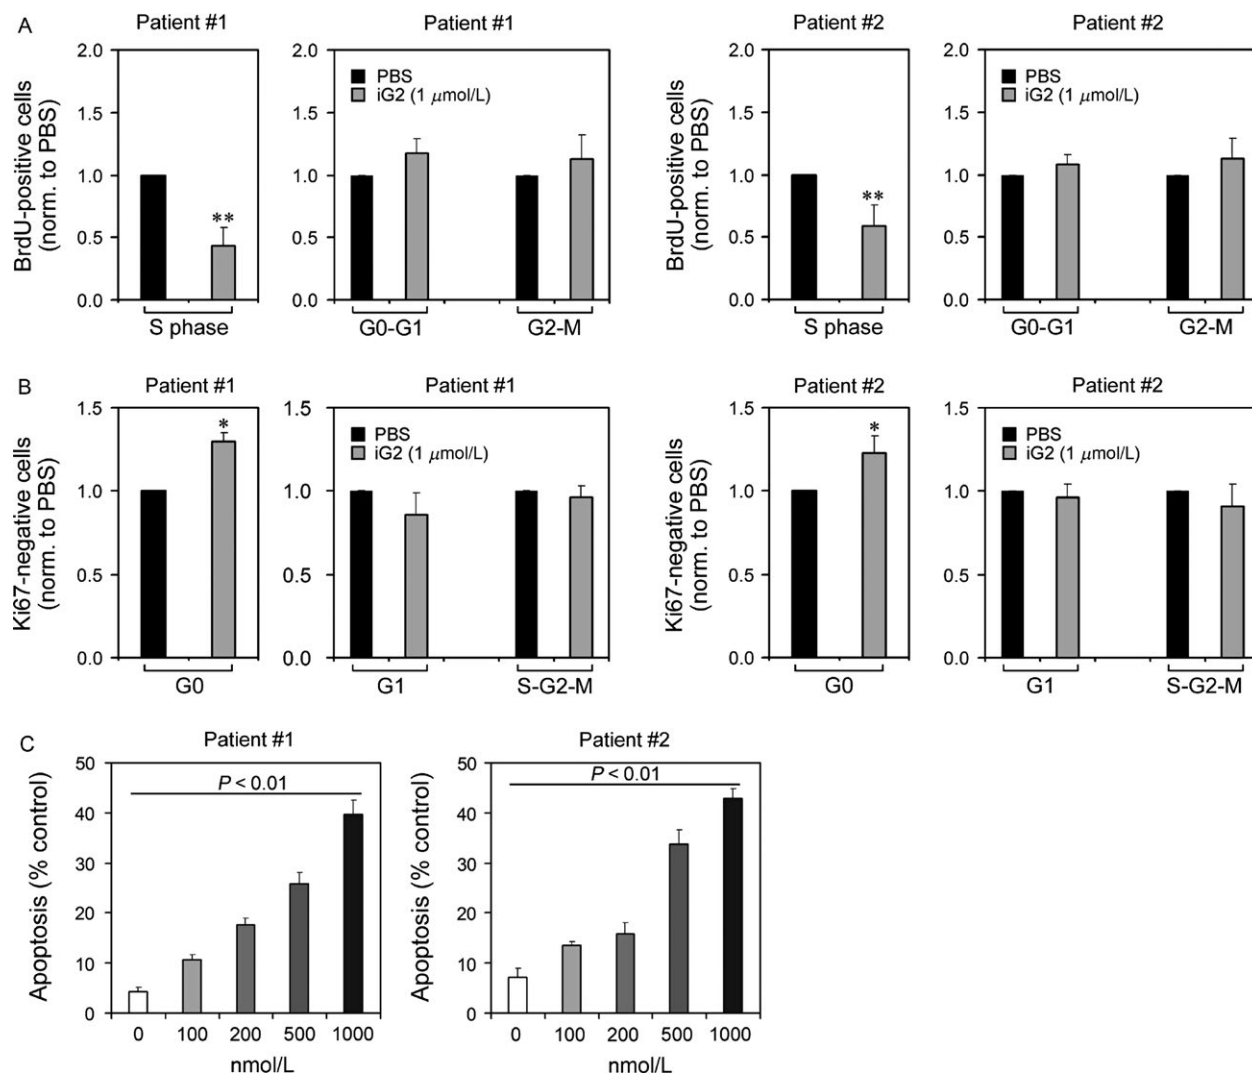 A
Patient #1
BrdU-positive cells
(norm. to PBS)
2.0
1.5
1.0
0.5
0.0
**
S phase
Patient #1
2.0
1.5
1.0
0.5
0.0
PBS
iG2 (1 μmol/L)
G0-G1
G2-M
Patient #2
BrdU-positive cells
(norm. to PBS)
2.0
1.5
1.0
0.5
0.0
**
S phase
Patient #2
2.0
1.5
1.0
0.5
0.0
PBS
iG2 (1 μmol/L)
G0-G1
G2-M
B
Patient #1
Ki67-negative cells
(norm. to PBS)
1.5
1.0
0.5
0.0
*
G0
Patient #1
1.5
1.0
0.5
0.0
PBS
iG2 (1 μmol/L)
G1
S-G2-M
Patient #2
Ki67-negative cells
(norm. to PBS)
1.5
1.0
0.5
0.0
*
G0
Patient #2
1.5
1.0
0.5
0.0
PBS
iG2 (1 μmol/L)
G1
S-G2-M
C
Patient #1
Apoptosis (% control)
50
40
30
20
10
0
P < 0.01
0 100 200 500 1000
nmol/L
Patient #2
Apoptosis (% control)
50
40
30
20
10
0
P < 0.01
0 100 200 500 1000
nmol/L